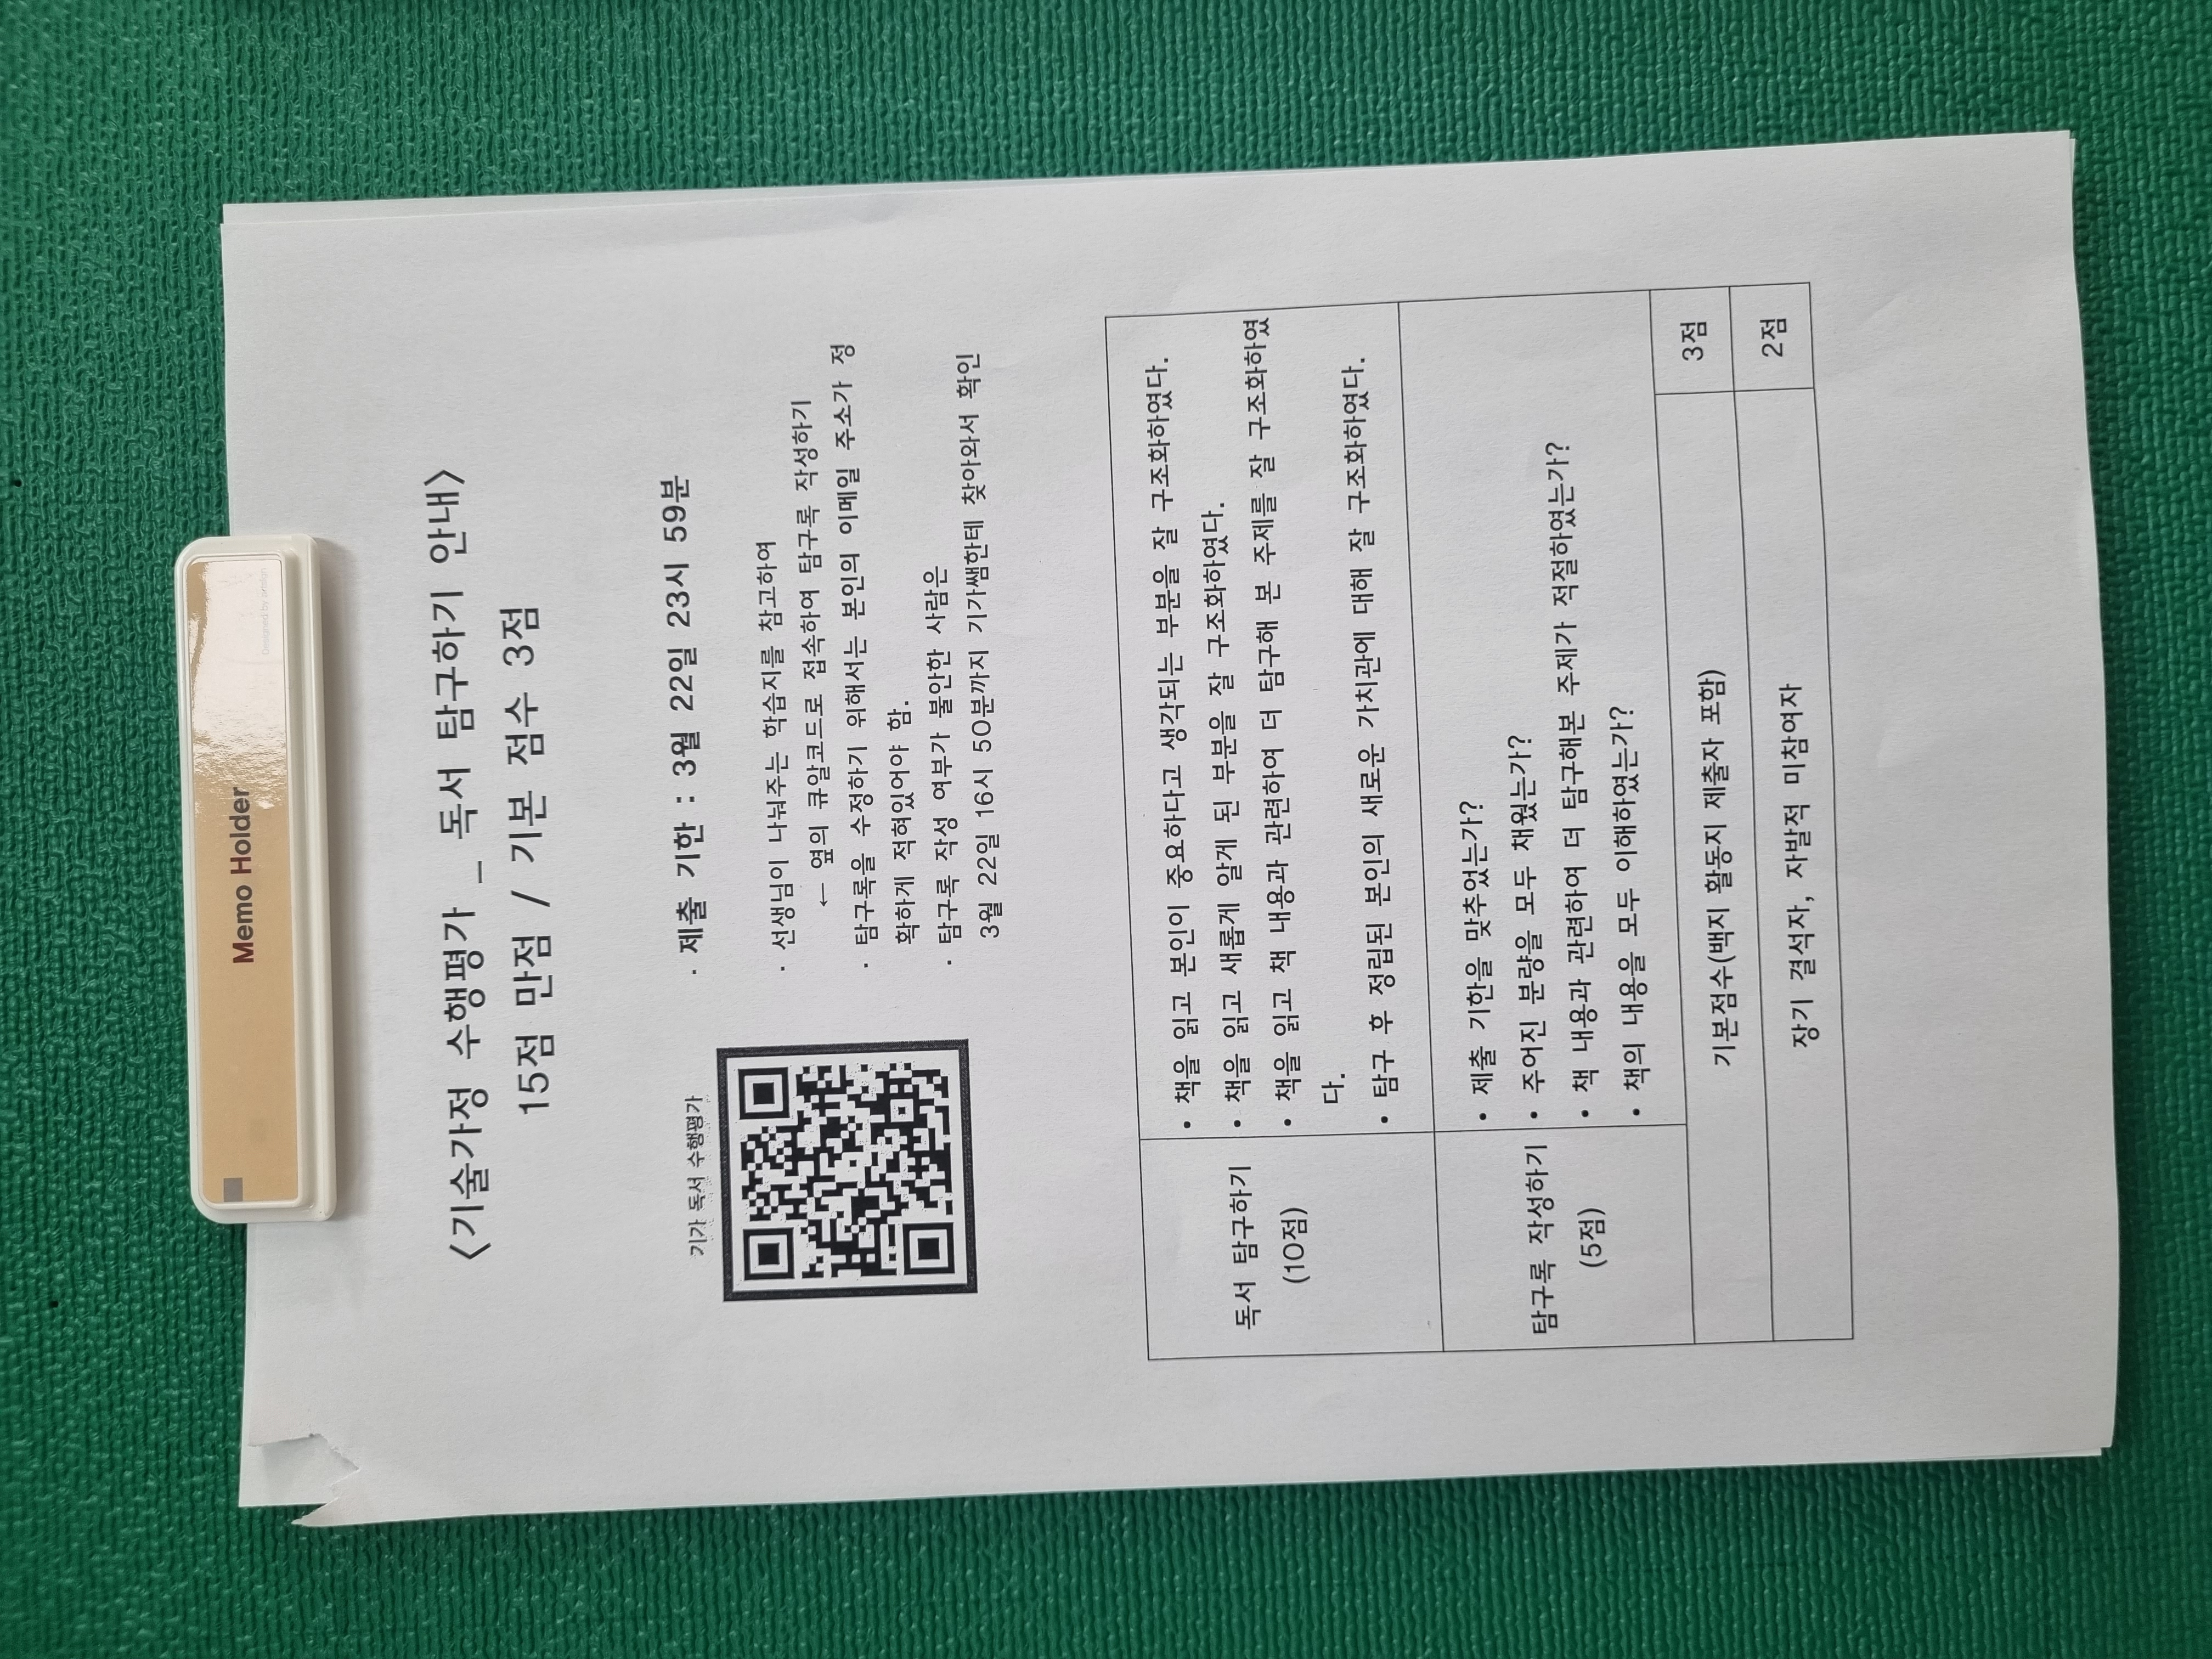 Memo Holder
Designed by artsign
〈기술가정 수행평가 _ 독서 탐구하기 안내〉
15점 만점 / 기본 점수 3점
기가 독서 수행평가
· 제출 기한 : 3월 22일 23시 59분
· 선생님이 나눠주는 학습지를 참고하여
← 옆의 큐알코드로 접속하여 탐구록 작성하기
· 탐구록을 수정하기 위해서는 본인의 이메일 주소가 정
확하게 적혀있어야 함.
· 탐구록 작성 여부가 불안한 사람은
3월 22일 16시 50분까지 기가쌤한테 찾아와서 확인
독서 탐구하기
(10점)
• 책을 읽고 본인이 중요하다고 생각되는 부분을 잘 구조화하였다.
• 책을 읽고 새롭게 알게 된 부분을 잘 구조화하였다.
• 책을 읽고 책 내용과 관련하여 더 탐구해 본 주제를 잘 구조화하였
다.
• 탐구 후 정립된 본인의 새로운 가치관에 대해 잘 구조화하였다.
탐구록 작성하기
(5점)
• 제출 기한을 맞추었는가?
• 주어진 분량을 모두 채웠는가?
• 책 내용과 관련하여 더 탐구해본 주제가 적절하였는가?
• 책의 내용을 모두 이해하였는가?
기본점수(백지 활동지 제출자 포함)
3점
장기 결석자, 자발적 미참여자
2점